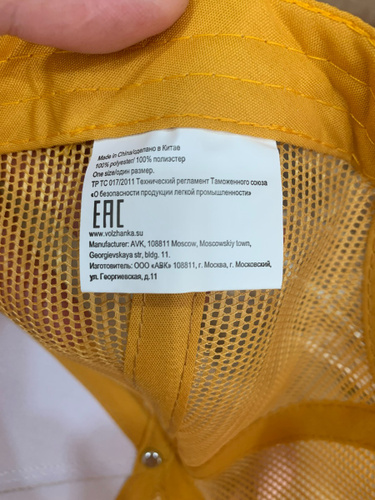 Made in China/сделано в Китае
100% polyester/ 100% полиэстер
One size/один размер.
ТР ТС 017/2011 Технический регламент Таможенного союза
«О безопасности продукции легкой промышленности»
EAC
www.volzhanka.su
Manufacturer: AVK, 108811 Moscow, Moscowskiy town,
Georgievskaya str, bldg. 11.
Изготовитель: ООО «АВК» 108811, г. Москва, г. Московский,
ул. Георгиевская, д.11